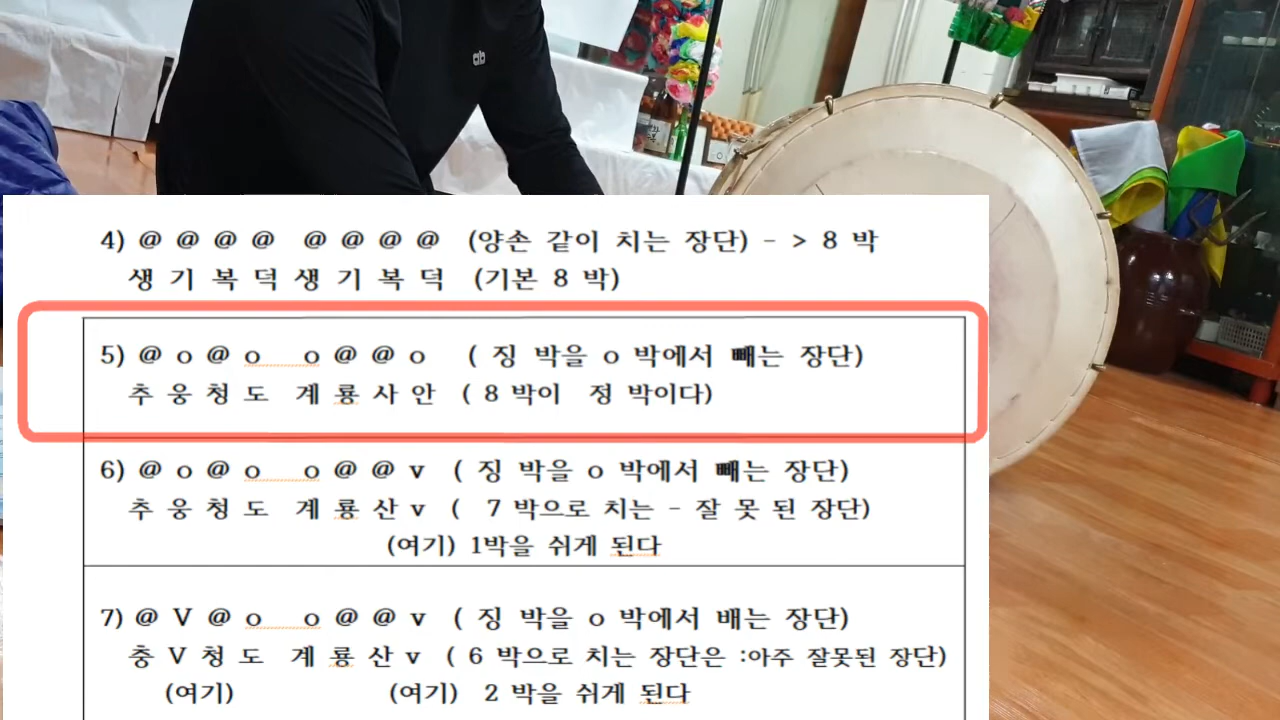 4) @ @ @ @ @ @ @ @ (양손 같이 치는 장단) - > 8 박
생 기 복 덕 생 기 복 덕 (기본 8 박)
5) @ o @ o o @ @ o ( 징 박을 o 박에서 빼는 장단)
추 웅 청 도 계 룡 사 안 ( 8 박이 정 박이다)
6) @ o @ o o @ @ v ( 징 박을 o 박에서 빼는 장단)
추 웅 청 도 계 룡 산 v ( 7 박으로 치는 - 잘 못 된 장단)
(여기) 1박을 쉬게 된다
7) @ V @ o o @ @ v ( 징 박을 o 박에서 배는 장단)
충 V 청 도 계 룡 산 v ( 6 박으로 치는 장단은 :아주 잘못된 장단)
(여기) (여기) 2 박을 쉬게 된다